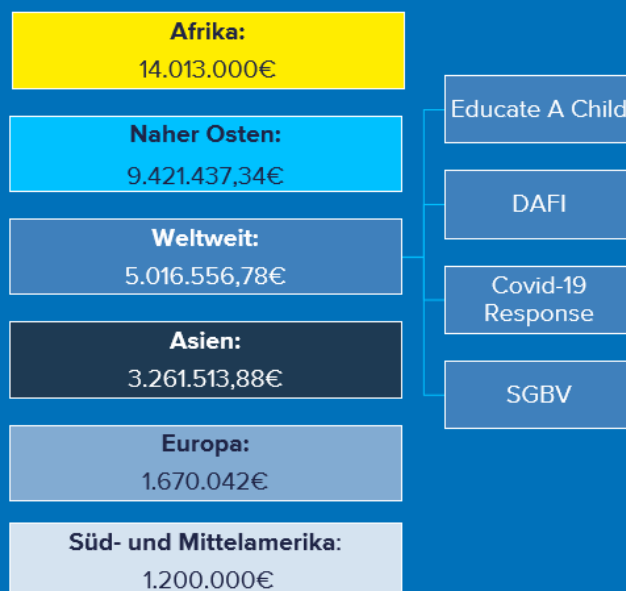 Afrika:
14.013.000€
Naher Osten:
9.421.437,34€
Weltweit:
5.016.556,78€
Asien:
3.261.513,88€
Europa:
1.670.042€
Süd- und Mittelamerika:
1.200.000€
Educate A Child
DAFI
Covid-19
Response
SGBV